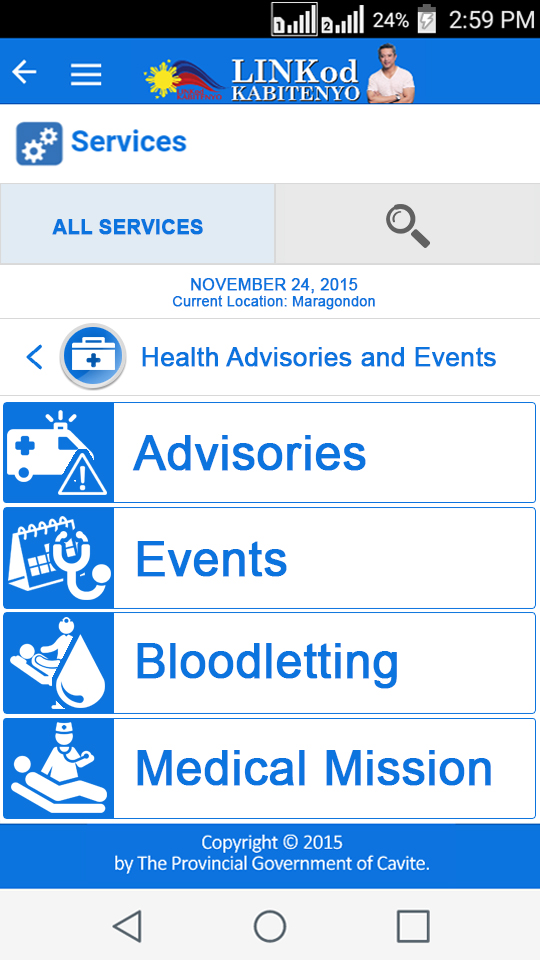 1 2 24% 2:59 PM
LINKod
KABITENYO
Services
ALL SERVICES
NOVEMBER 24, 2015
Current Location: Maragondon
Health Advisories and Events
Advisories
Events
Bloodletting
Medical Mission
Copyright © 2015
by The Provincial Government of Cavite.